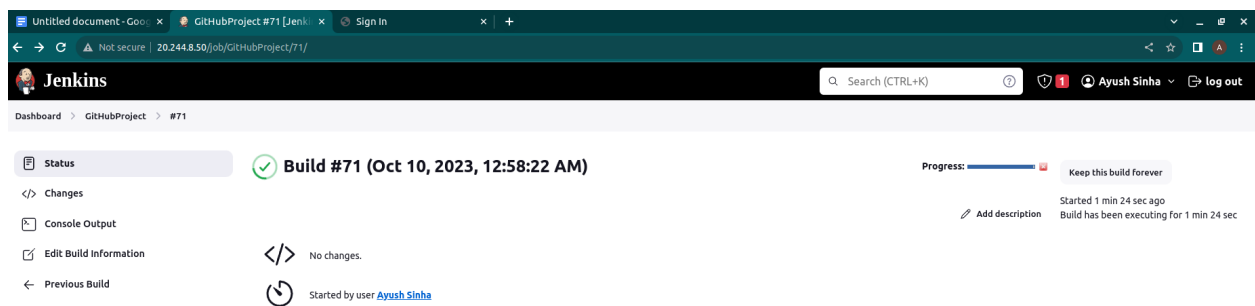 Untitled document - Goo
GitHubProject #71 [Jenki
Sign In
Not secure | 20.244.8.50/job/GitHubProject/71/
A
Jenkins
Search (CTRL+K)
?
1
Ayush Sinha
log out
Dashboard > GitHubProject > #71
Status
Build #71 (Oct 10, 2023, 12:58:22 AM)
Progress:
Keep this build forever
Changes
Started 1 min 24 sec ago
Console Output
Add description
Build has been executing for 1 min 24 sec
Edit Build Information
No changes.
Previous Build
Started by user Ayush Sinha